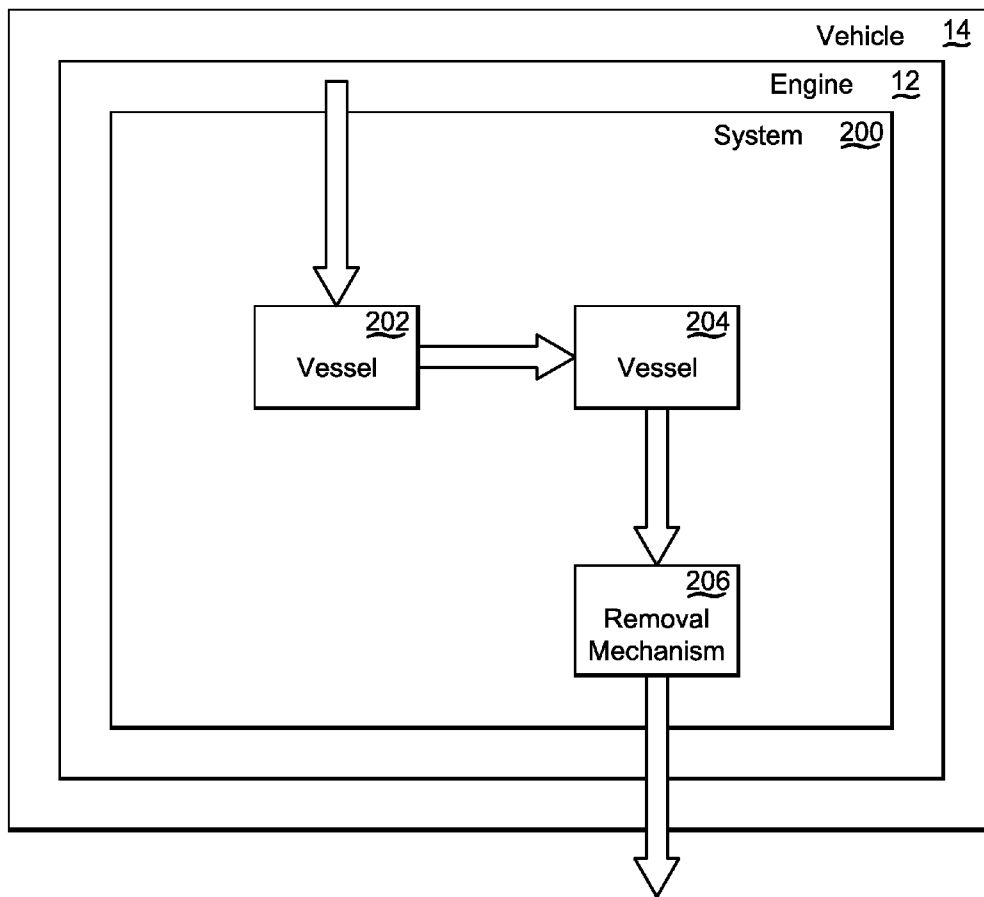 Vehicle 14
Engine 12
System 200
202
Vessel
204
Vessel
206
Removal
Mechanism